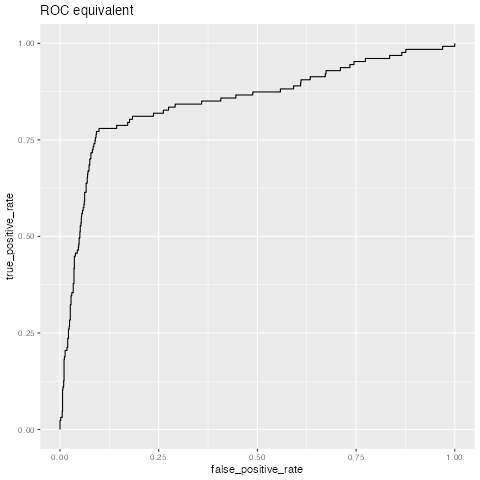 ROC equivalent
1.00
0.75
0.50
0.25
0.00
true_positive_rate
0.00 0.25 0.50 0.75 1.00
false_positive_rate